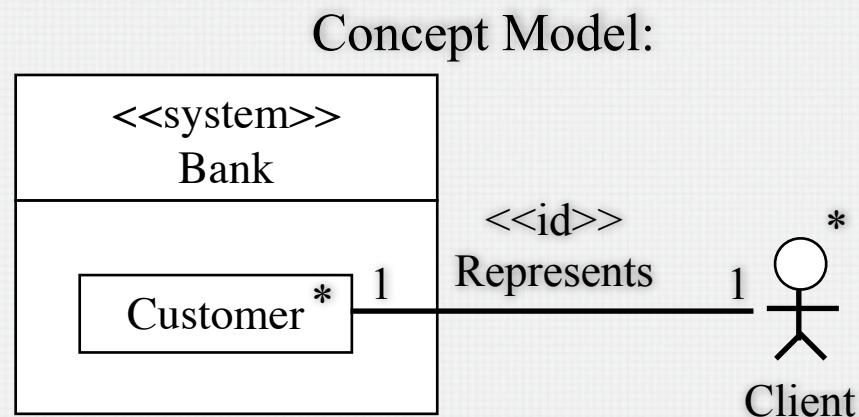 Concept Model:
<<system>>
Bank
<<id>>
Represents
Customer
*
1
1
*
Client